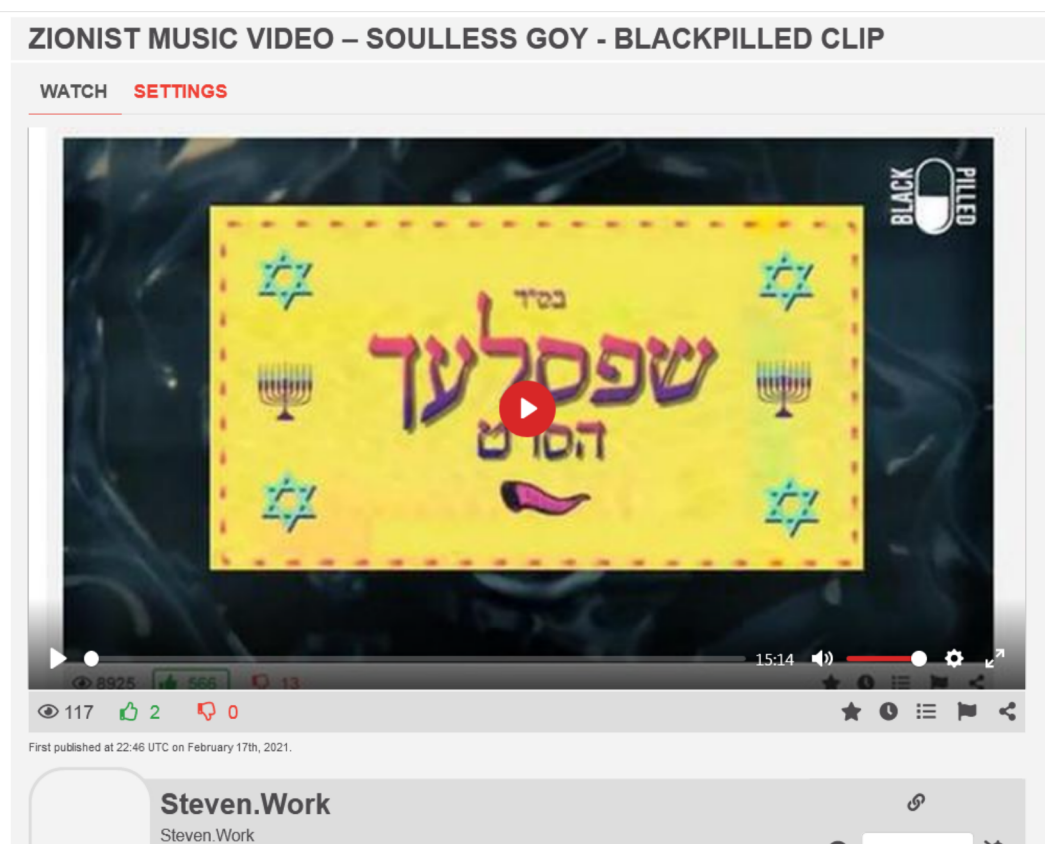 ZIONIST MUSIC VIDEO – SOULLESS GOY - BLACKPILLED CLIP
WATCH SETTINGS
BLACK PILLED
בס״ד
שפסלעך
הסרט
15:14
8925 566 13
117 2 0
First published at 22:46 UTC on February 17th, 2021.
Steven.Work
Steven.Work